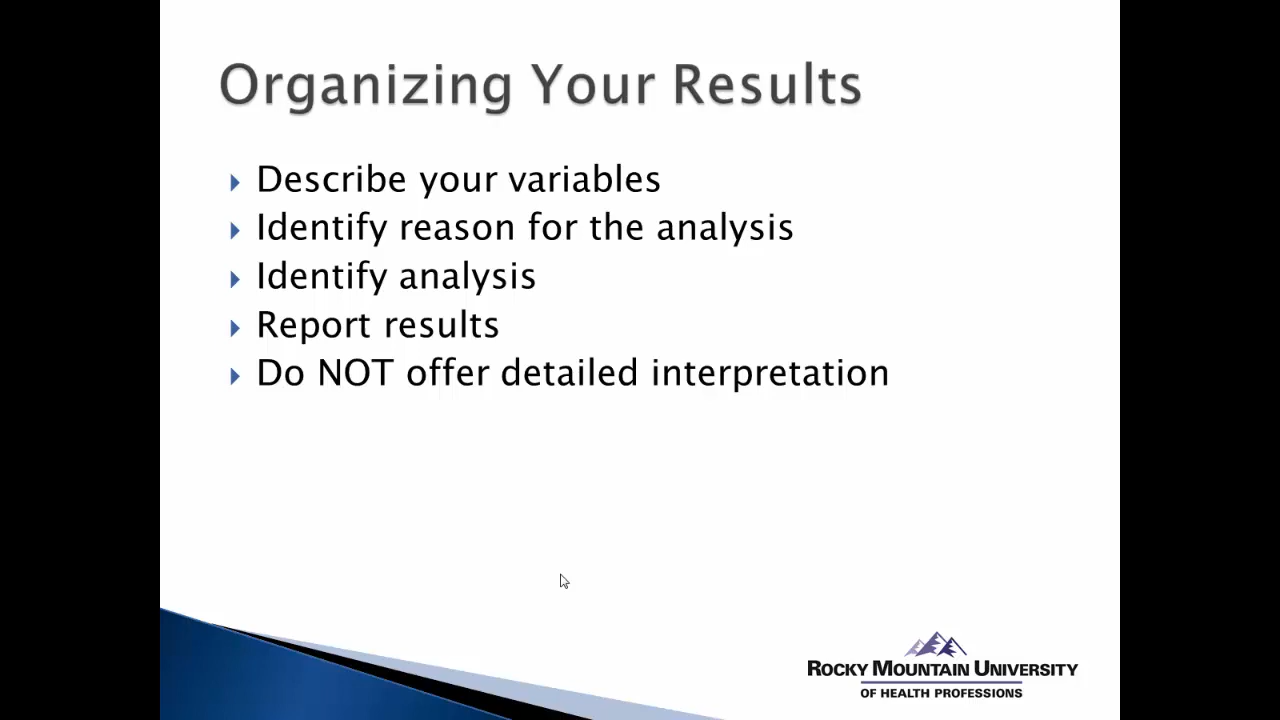 Organizing Your Results
Describe your variables
Identify reason for the analysis
Identify analysis
Report results
Do NOT offer detailed interpretation
ROCKY MOUNTAIN UNIVERSITY
OF HEALTH PROFESSIONS